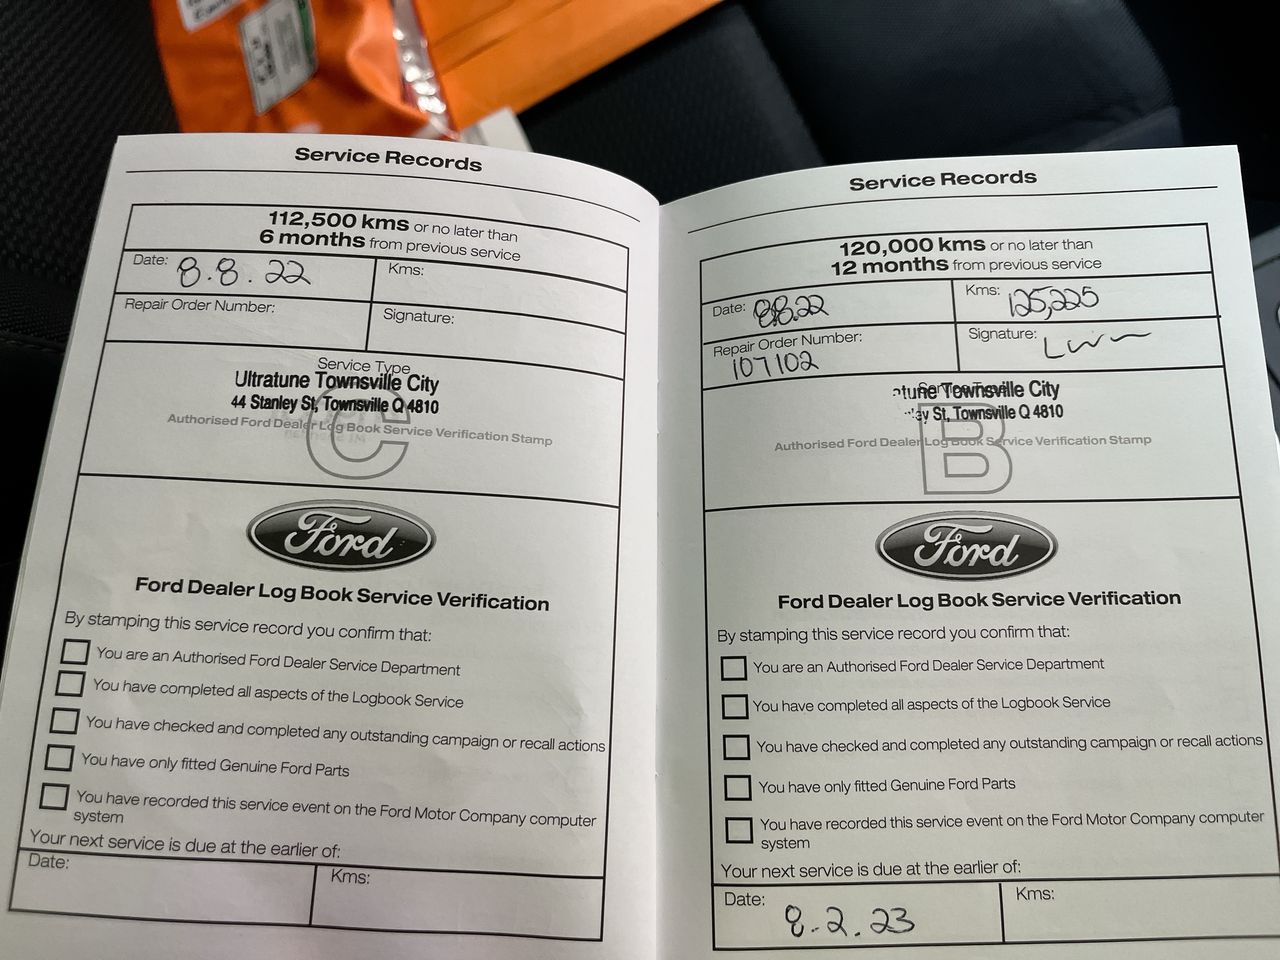 Service Records
112,500 kms or no later than
6 months from previous service
Date: 8.8.22
Kms:
Repair Order Number:
Signature:
Service Type
Ultratune Townsville City
44 Stanley St, Townsville Q 4810
Authorised Ford Dealer Log Book Service Verification Stamp
C
Ford
Ford Dealer Log Book Service Verification
By stamping this service record you confirm that:
You are an Authorised Ford Dealer Service Department
You have completed all aspects of the Logbook Service
You have checked and completed any outstanding campaign or recall actions
You have only fitted Genuine Ford Parts
You have recorded this service event on the Ford Motor Company computer
system
Your next service is due at the earlier of:
Date:
Kms:
Service Records
120,000 kms or no later than
12 months from previous service
Date: 8.8.22
Kms: 125,225
Repair Order Number:
107102
Signature:
tune Townsville City
ey St, Townsville Q 4810
Authorised Ford Dealer Log Book Service Verification Stamp
B
Ford
Ford Dealer Log Book Service Verification
By stamping this service record you confirm that:
You are an Authorised Ford Dealer Service Department
You have completed all aspects of the Logbook Service
You have checked and completed any outstanding campaign or recall actions
You have only fitted Genuine Ford Parts
You have recorded this service event on the Ford Motor Company computer
system
Your next service is due at the earlier of:
Date: 8.2.23
Kms: